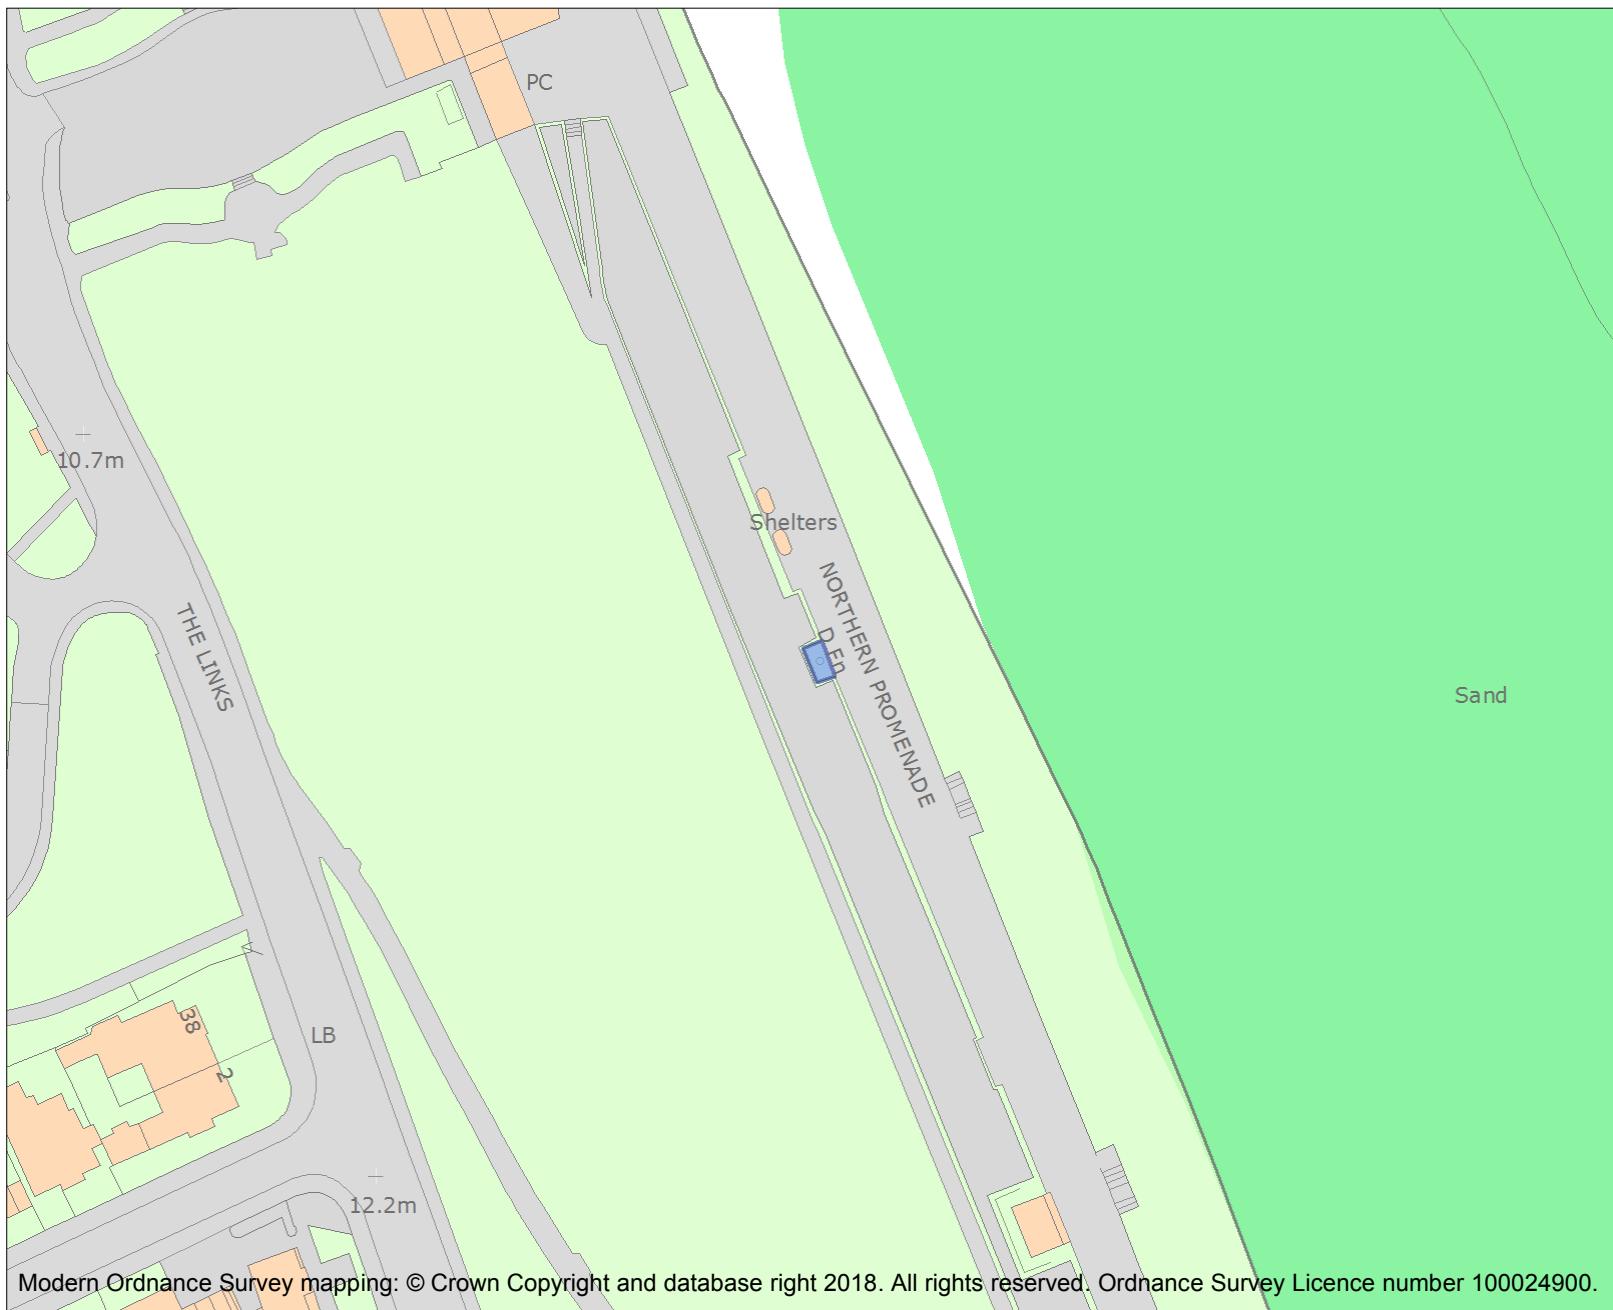 PC
10.7m
Shelters
NORTHERN PROMENADE
D Fn
THE LINKS
Sand
38
LB
2
12.2m
Modern Ordnance Survey mapping: © Crown Copyright and database right 2018. All rights reserved. Ordnance Survey Licence number 100024900.